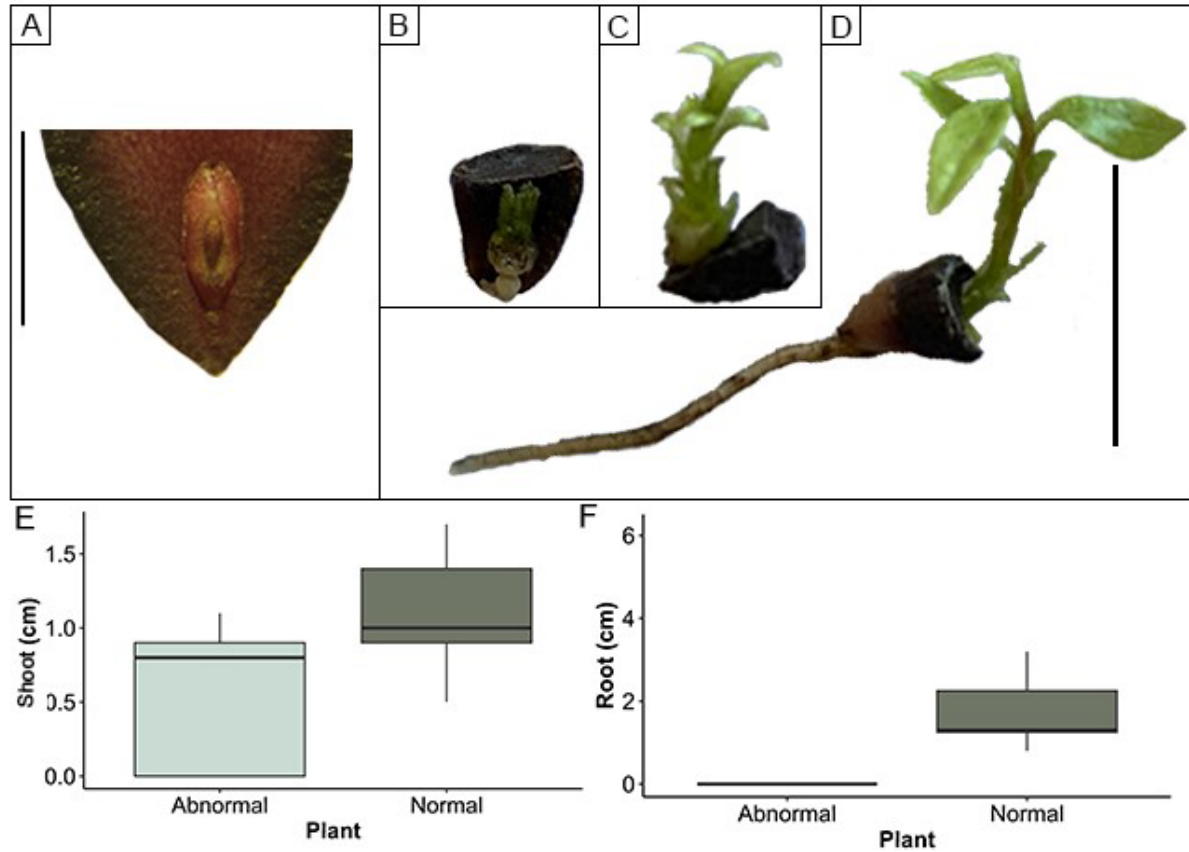 A
B
C
D
E
1.5
1.0
0.5
0.0
Shoot (cm)
Abnormal
Normal
Plant
F
6
4
2
0
Root (cm)
Abnormal
Normal
Plant